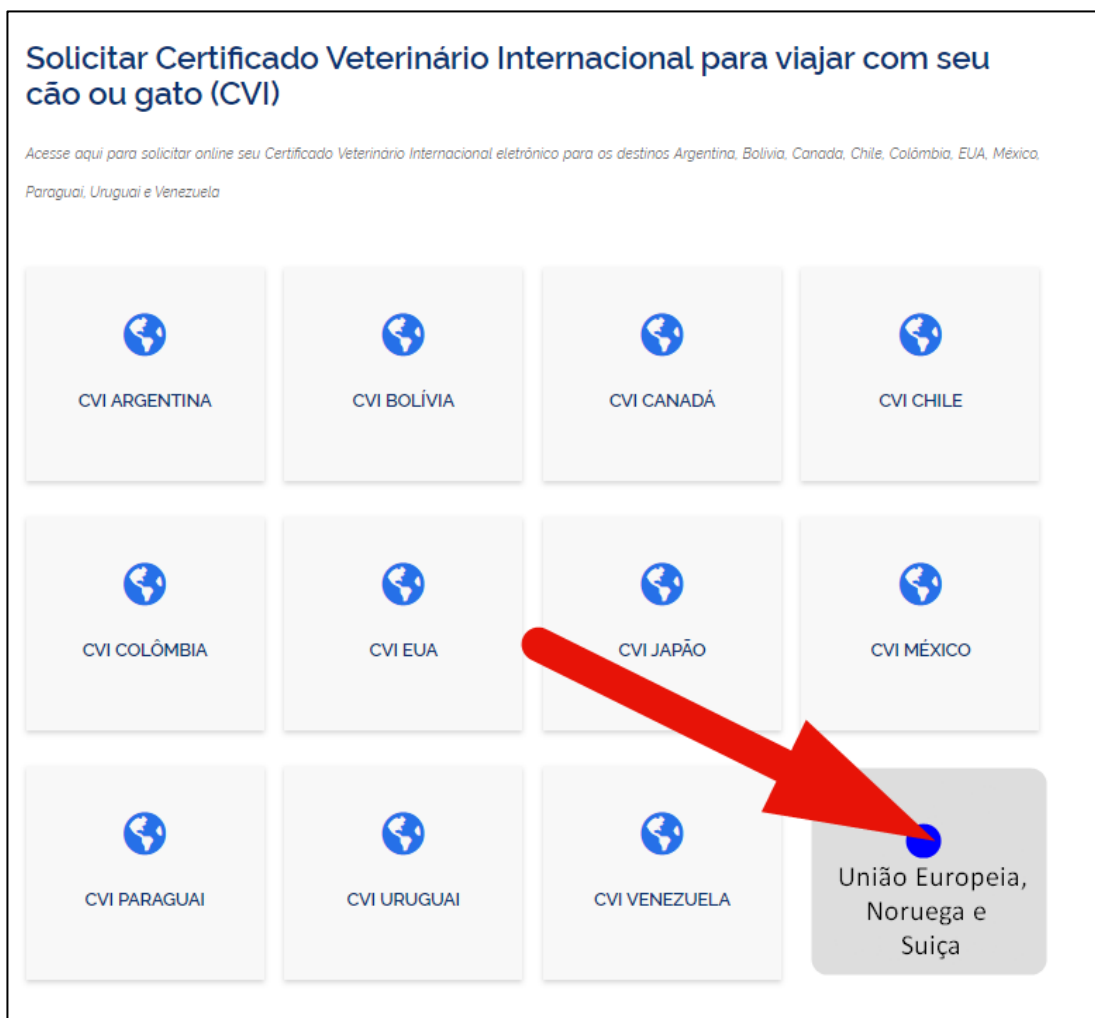 Solicitar Certificado Veterinário Internacional para viajar com seu
cão ou gato (CVI)
Acesse aqui para solicitar online seu Certificado Veterinário Internacional eletrônico para os destinos Argentina, Bolivia, Canada, Chile, Colômbia, EUA, México,
Paraguai, Uruguai e Venezuela
CVI ARGENTINA
CVI BOLÍVIA
CVI CANADÁ
CVI CHILE
CVI COLÔMBIA
CVI EUA
CVI JAPÃO
CVI MÉXICO
CVI PARAGUAI
CVI URUGUAI
CVI VENEZUELA
União Europeia,
Noruega e
Suiça